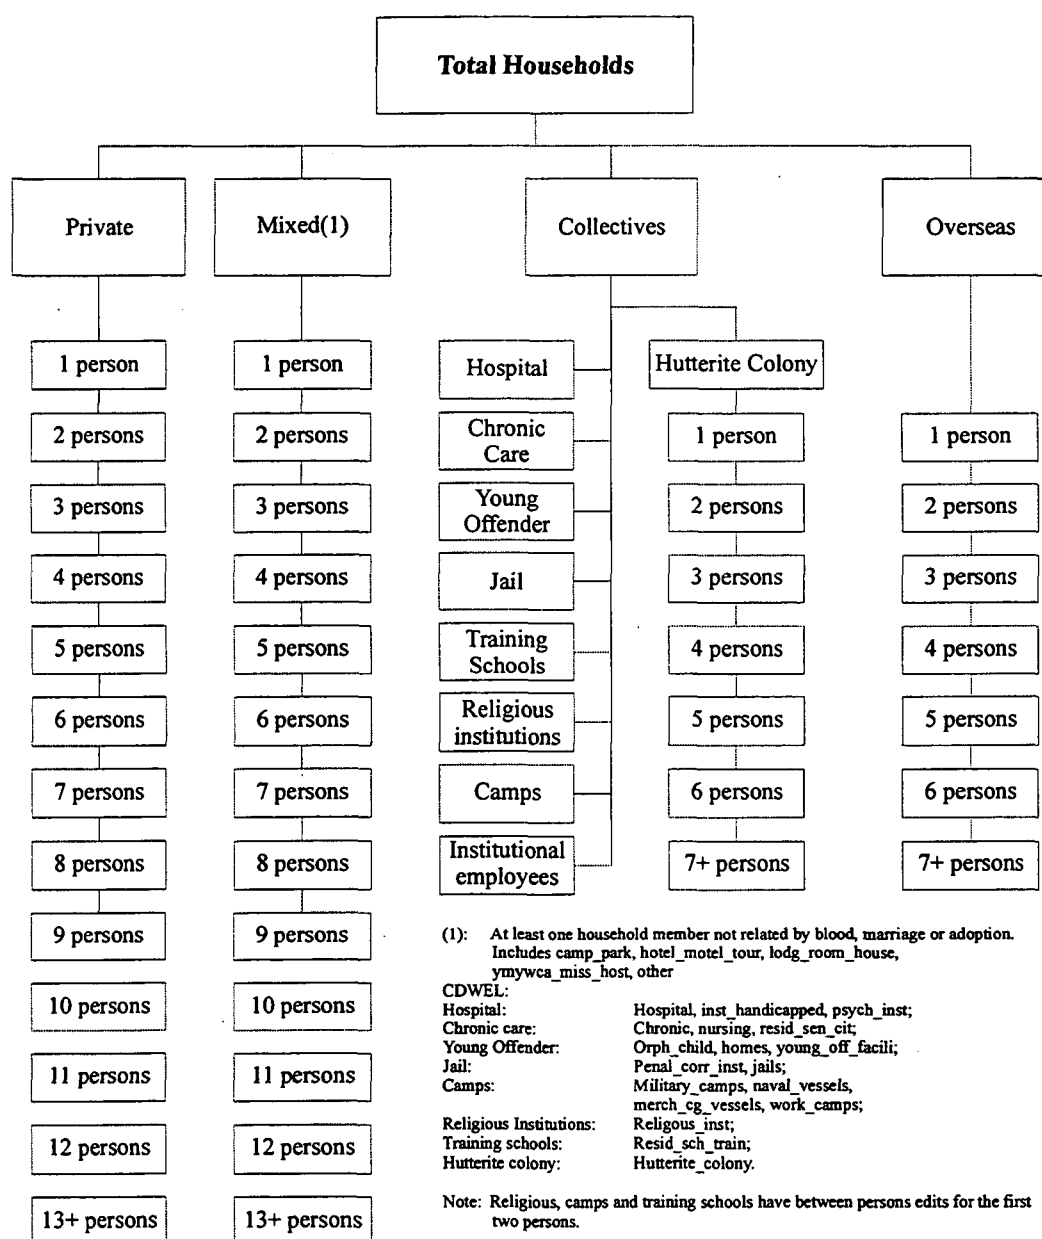 Total Households
Private
Mixed(1)
Collectives
Overseas
1 person
2 persons
3 persons
4 persons
5 persons
6 persons
7 persons
8 persons
9 persons
10 persons
11 persons
12 persons
13+ persons
1 person
2 persons
3 persons
4 persons
5 persons
6 persons
7 persons
8 persons
9 persons
10 persons
11 persons
12 persons
13+ persons
Hospital
Chronic
Care
Young
Offender
Jail
Training
Schools
Religious
institutions
Camps
Institutional
employees
Hutterite Colony
1 person
2 persons
3 persons
4 persons
5 persons
6 persons
7+ persons
1 person
2 persons
3 persons
4 persons
5 persons
6 persons
7+ persons
(1): At least one household member not related by blood, marriage or adoption.
Includes camp_park, hotel_motel_tour, lodg_room_house,
ymywca_miss_host, other
CDWEL:
Hospital: Hospital, inst_handicapped, psych_inst;
Chronic care: Chronic, nursing, resid_sen_cit;
Young Offender: Orph_child, homes, young_off_facili;
Jail: Penal_corr_inst, jails;
Camps: Military_camps, naval_vessels,
merch_cg_vessels, work_camps;
Religious Institutions: Religous_inst;
Training schools: Resid_sch_train;
Hutterite colony: Hutterite_colony.
Note: Religious, camps and training schools have between persons edits for the first
two persons.